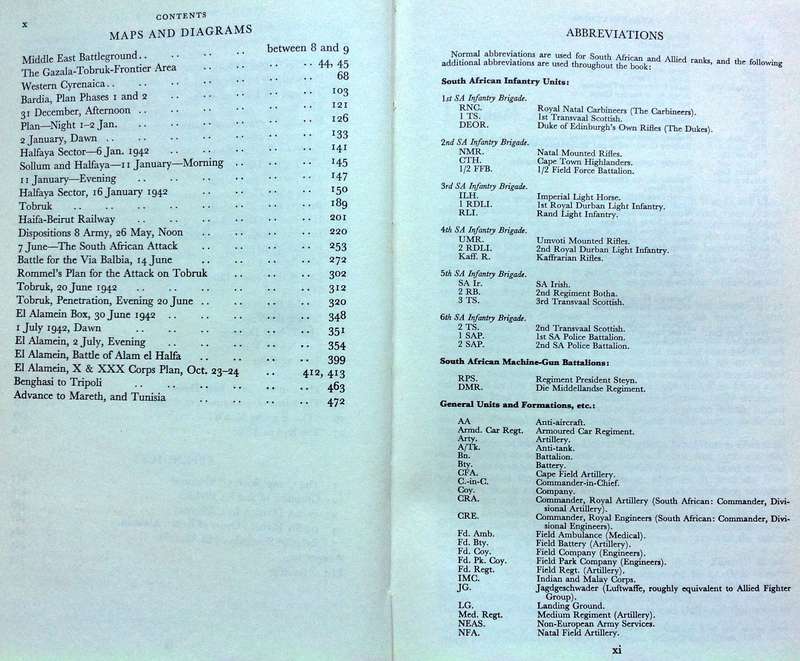 x
CONTENTS
MAPS AND DIAGRAMS
Middle East Battleground.. .. .. .. between 8 and 9
The Gazala-Tobruk-Frontier Area .. .. .. 44, 45
Western Cyrenaica.. .. .. .. .. .. 68
Bardia, Plan Phases 1 and 2 .. .. .. .. 103
31 December, Afternoon .. .. .. .. .. 121
Plan—Night 1–2 Jan. .. .. .. .. .. 126
2 January, Dawn .. .. .. .. .. .. 133
Halfaya Sector—6 Jan. 1942 .. .. .. .. 141
Sollum and Halfaya—11 January—Morning .. .. .. 145
11 January—Evening .. .. .. .. .. 147
Halfaya Sector, 16 January 1942 .. .. .. .. 150
Tobruk .. .. .. .. .. .. 189
Haifa-Beirut Railway .. .. .. .. .. 201
Dispositions 8 Army, 26 May, Noon .. .. .. .. 220
7 June—The South African Attack .. .. .. .. 253
Battle for the Via Balbia, 14 June .. .. .. .. 272
Rommel's Plan for the Attack on Tobruk .. .. .. 302
Tobruk, 20 June 1942 .. .. .. .. .. 312
Tobruk, Penetration, Evening 20 June .. .. .. .. 320
El Alamein Box, 30 June 1942 .. .. .. .. 348
1 July 1942, Dawn .. .. .. .. .. 351
El Alamein, 2 July, Evening .. .. .. .. 354
El Alamein, Battle of Alam el Halfa .. .. .. .. 399
El Alamein, X & XXX Corps Plan, Oct. 23–24 .. 412, 413
Benghasi to Tripoli .. .. .. .. .. 463
Advance to Mareth, and Tunisia .. .. .. .. 472
ABBREVIATIONS
Normal abbreviations are used for South African and Allied ranks, and the following
additional abbreviations are used throughout the book:
South African Infantry Units:
1st SA Infantry Brigade.
RNC. Royal Natal Carbineers (The Carbineers).
1 TS. 1st Transvaal Scottish.
DEOR. Duke of Edinburgh's Own Rifles (The Dukes).
2nd SA Infantry Brigade.
NMR. Natal Mounted Rifles.
CTH. Cape Town Highlanders.
1/2 FFB. 1/2 Field Force Battalion.
3rd SA Infantry Brigade.
ILH. Imperial Light Horse.
1 RDLI. 1st Royal Durban Light Infantry.
RLI. Rand Light Infantry.
4th SA Infantry Brigade.
UMR. Umvoti Mounted Rifles.
2 RDLI. 2nd Royal Durban Light Infantry.
Kaff. R. Kaffrarian Rifles.
5th SA Infantry Brigade.
SA Ir. SA Irish.
2 RB. 2nd Regiment Botha.
3 TS. 3rd Transvaal Scottish.
6th SA Infantry Brigade.
2 TS. 2nd Transvaal Scottish.
1 SAP. 1st SA Police Battalion.
2 SAP. 2nd SA Police Battalion.
South African Machine-Gun Battalions:
RPS. Regiment President Steyn.
DMR. Die Middellandse Regiment.
General Units and Formations, etc.:
AA Anti-aircraft.
Armd. Car Regt. Armoured Car Regiment.
Arty. Artillery.
A/Tk. Anti-tank.
Bn. Battalion.
Bty. Battery.
CFA. Cape Field Artillery.
C.-in-C. Commander-in-Chief.
Coy. Company.
CRA. Commander, Royal Artillery (South African: Commander, Divi-
sional Artillery).
CRE. Commander, Royal Engineers (South African: Commander, Divi-
sional Engineers).
Fd. Amb. Field Ambulance (Medical).
Fd. Bty. Field Battery (Artillery).
Fd. Coy. Field Company (Engineers).
Fd. Pk. Coy. Field Park Company (Engineers).
Fd. Regt. Field Regt. (Artillery).
IMC. Indian and Malay Corps.
JG. Jagdgeschwader (Luftwaffe, roughly equivalent to Allied Fighter
Group).
LG. Landing Ground.
Med. Regt. Medium Regiment (Artillery).
NEAS. Non-European Army Services.
NFA. Natal Field Artillery.
xi